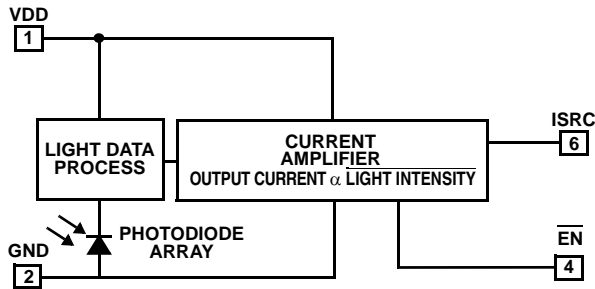 VDD
1
LIGHT DATA
PROCESS
CURRENT
AMPLIFIER
OUTPUT CURRENT α LIGHT INTENSITY
ISRC
6
PHOTODIODE
ARRAY
GND
2
EN
4